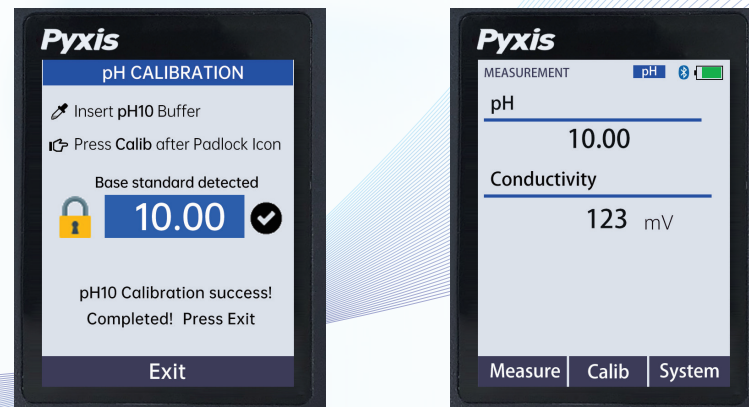 Pyxis
pH CALIBRATION
Insert pH10 Buffer
Press Calib after Padlock Icon
Base standard detected
10.00
pH10 Calibration success!
Completed! Press Exit
Exit
Pyxis
MEASUREMENT pH
pH
10.00
Conductivity
123 mV
Measure Calib System